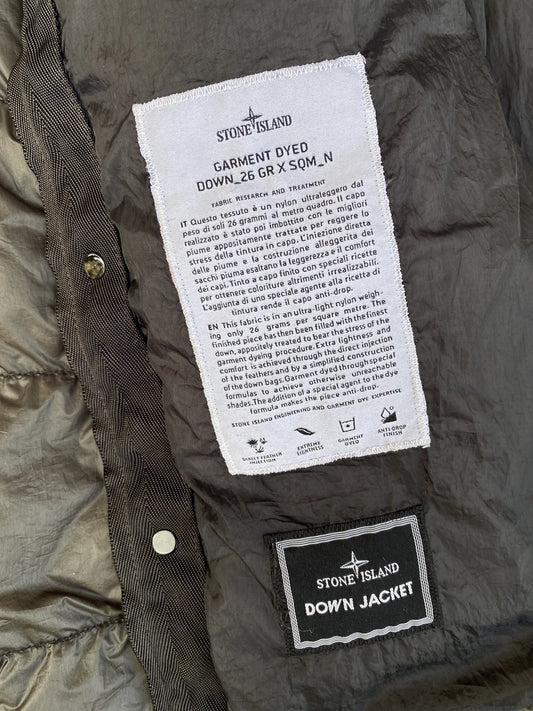 STONE ISLAND
GARMENT DYED
DOWN_26 GR X SQM_N
FABRIC RESEARCH AND TREATMENT
IT Questo tessuto è un nylon ultraleggero dal
peso di soli 26 grammi al metro quadro. Il capo
realizzato è stato poi imbottito con le migliori
piume appositamente trattate per reggere lo
stress della tintura in capo. L'iniezione diretta
delle piume e la costruzione alleggerita dei
sacchi piuma esaltano la leggerezza e il comfort
dei capi. Tinto a capo finito con speciali ricette
per ottenere coloriture altrimenti irrealizzabili.
L'aggiunta di uno speciale agente alla ricetta di
tintura rende il capo anti-drop.
EN This fabric is in an ultra-light nylon weigh-
ing only 26 grams per square metre. The
finished piece has then been filled with the finest
down, appositely treated to bear the stress of the
garment dyeing procedure. Extra lightness and
comfort is achieved through the direct injection
of the feathers and by a simplified construction
of the down bags. Garment dyed through special
formulas to achieve otherwise unreachable
shades. The addition of a special agent to the dye
formula makes the piece anti-drop.
STONE ISLAND ENGINEERING AND GARMENT DYE EXPERTISE
DIRECT FEATHER
INJECTION
EXTREME
LIGHTNESS
GARMENT
DYED
ANTI-DROP
FINISH
STONE ISLAND
DOWN JACKET